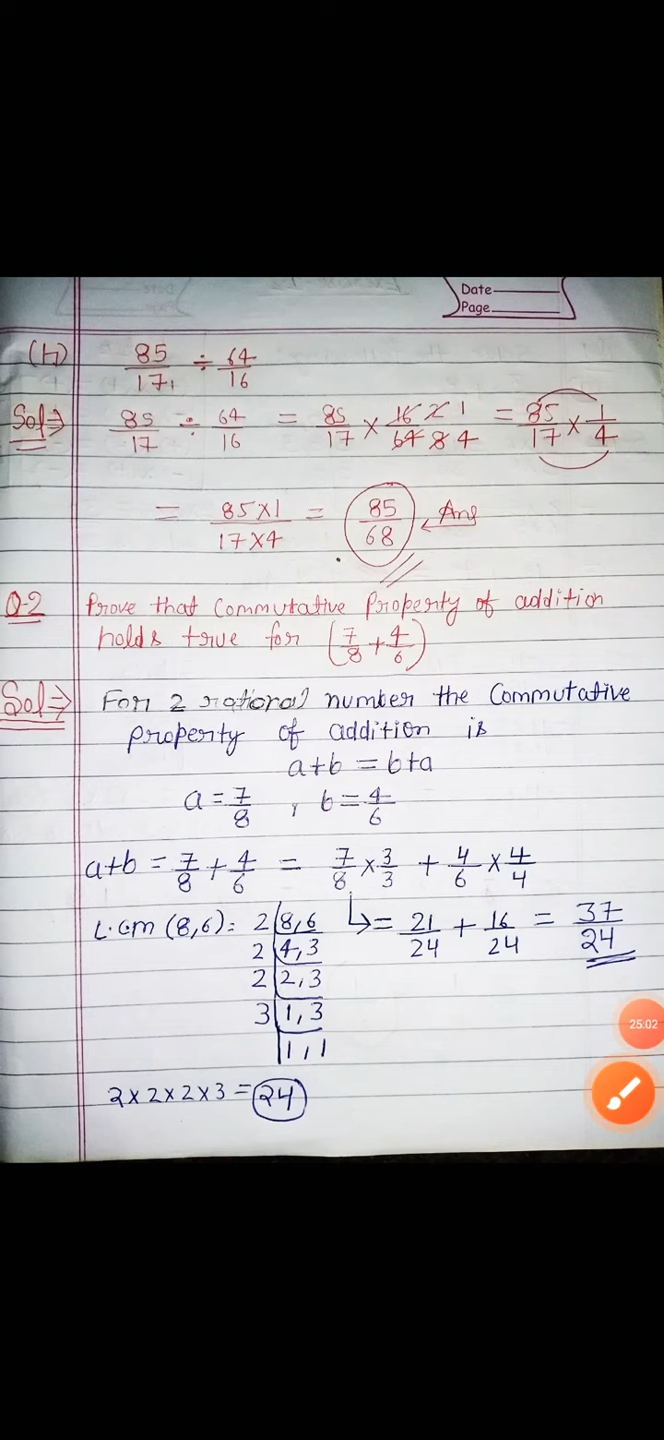 Date
Page
(H) 85/17 ÷ 64/16
Sol⇒ 85/17 ÷ 64/16 = 85/17 × 16 2 1/64 8 4 = 85/17 × 1/4
= 85×1/17×4 = 85/68 ← Ans
Q-2 Prove that Commutative Property of addition
holds true for (7/8 + 4/6)
Sol⇒ For 2 rational number the Commutative
property of addition is
a+b = b+a
a = 7/8 , b = 4/6
a+b = 7/8 + 4/6 = 7/8 × 3/3 + 4/6 × 4/4
L.cm (8,6) = 2|8,6 ↳ = 21/24 + 16/24 = 37/24
2|4,3
2|2,3
3|1,3
|1,1
25:02
2×2×2×3 = 24